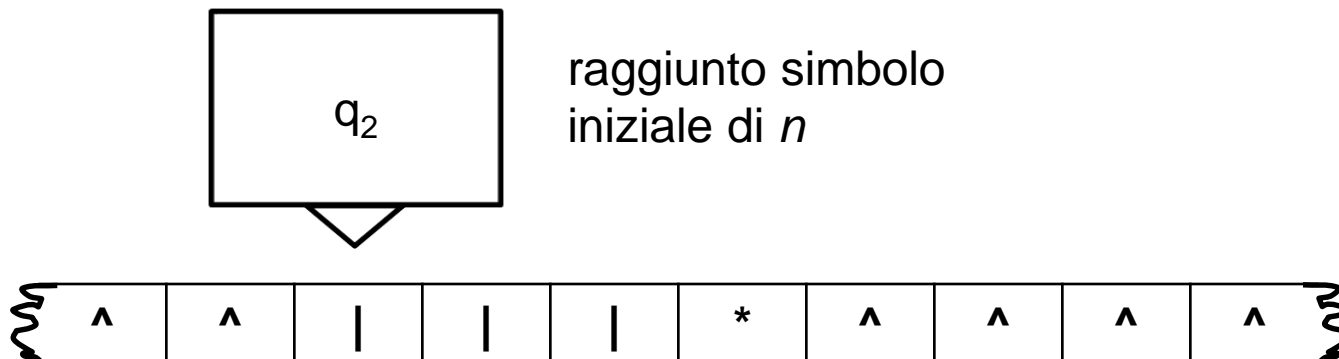 q₂
raggiunto simbolo
iniziale di n
^ ^ | | | * ^ ^ ^ ^